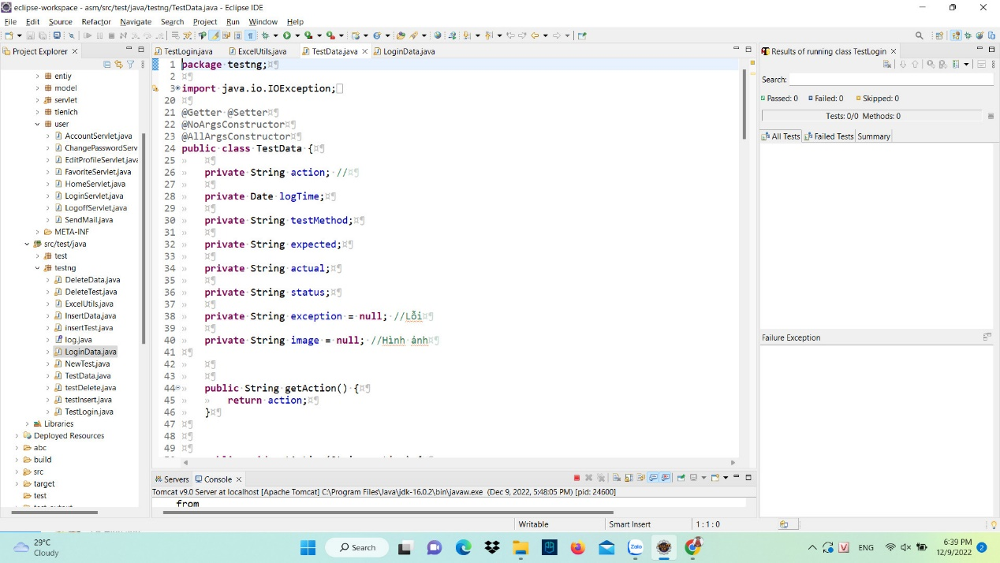 eclipse-workspace - asm/src/test/java/testng/TestData.java - Eclipse IDE
File Edit Source Refactor Navigate Search Project Run Window Help
Project Explorer
TestLogin.java ExcelUtils.java TestData.java LoginData.java
Results of running class TestLogin
entiy
model
servlet
tienich
user
AccountServlet.java
ChangePasswordServ
EditProfileServlet.java
FavoriteServlet.java
HomeServlet.java
LoginServlet.java
LogoffServlet.java
SendMail.java
META-INF
src/test/java
test
testng
DeleteData.java
DeleteTest.java
ExcelUtils.java
InsertData.java
insertTest.java
log.java
LoginData.java
NewTest.java
TestData.java
testDelete.java
testInsert.java
TestLogin.java
Libraries
Deployed Resources
abc
build
src
target
test
1 package testng;
2
3 import java.io.IOException;
20
21 @Getter @Setter
22 @NoArgsConstructor
23 @AllArgsConstructor
24 public class TestData {
25
26 private String action; //
27
28 private Date logTime;
29
30 private String testMethod;
31
32 private String expected;
33
34 private String actual;
35
36 private String status;
37
38 private String exception = null; //Lỗi
39
40 private String image = null; //Hình ảnh
41
42
43
44 public String getAction() {
45 return action;
46 }
47
48
49
Search:
Passed: 0 Failed: 0 Skipped: 0
Tests: 0/0 Methods: 0
All Tests Failed Tests Summary
Failure Exception
Servers Console
Tomcat v9.0 Server at localhost [Apache Tomcat] C:\Program Files\Java\jdk-16.0.2\bin\javaw.exe (Dec 9, 2022, 5:48:05 PM) [pid: 24600]
from
Writable Smart Insert 1 : 1 : 0
29°C
Cloudy
Search
Zalo
ENG
6:39 PM
12/9/2022
2